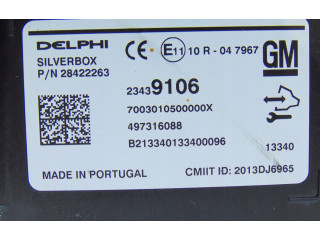 DELPHI
SILVERBOX
P/N 28422263
CE E11 10 R - 04 7967
GM
23439106
7003010500000X
497316088
B213340133400096
13340
MADE IN PORTUGAL
CMIIT ID: 2013DJ6965